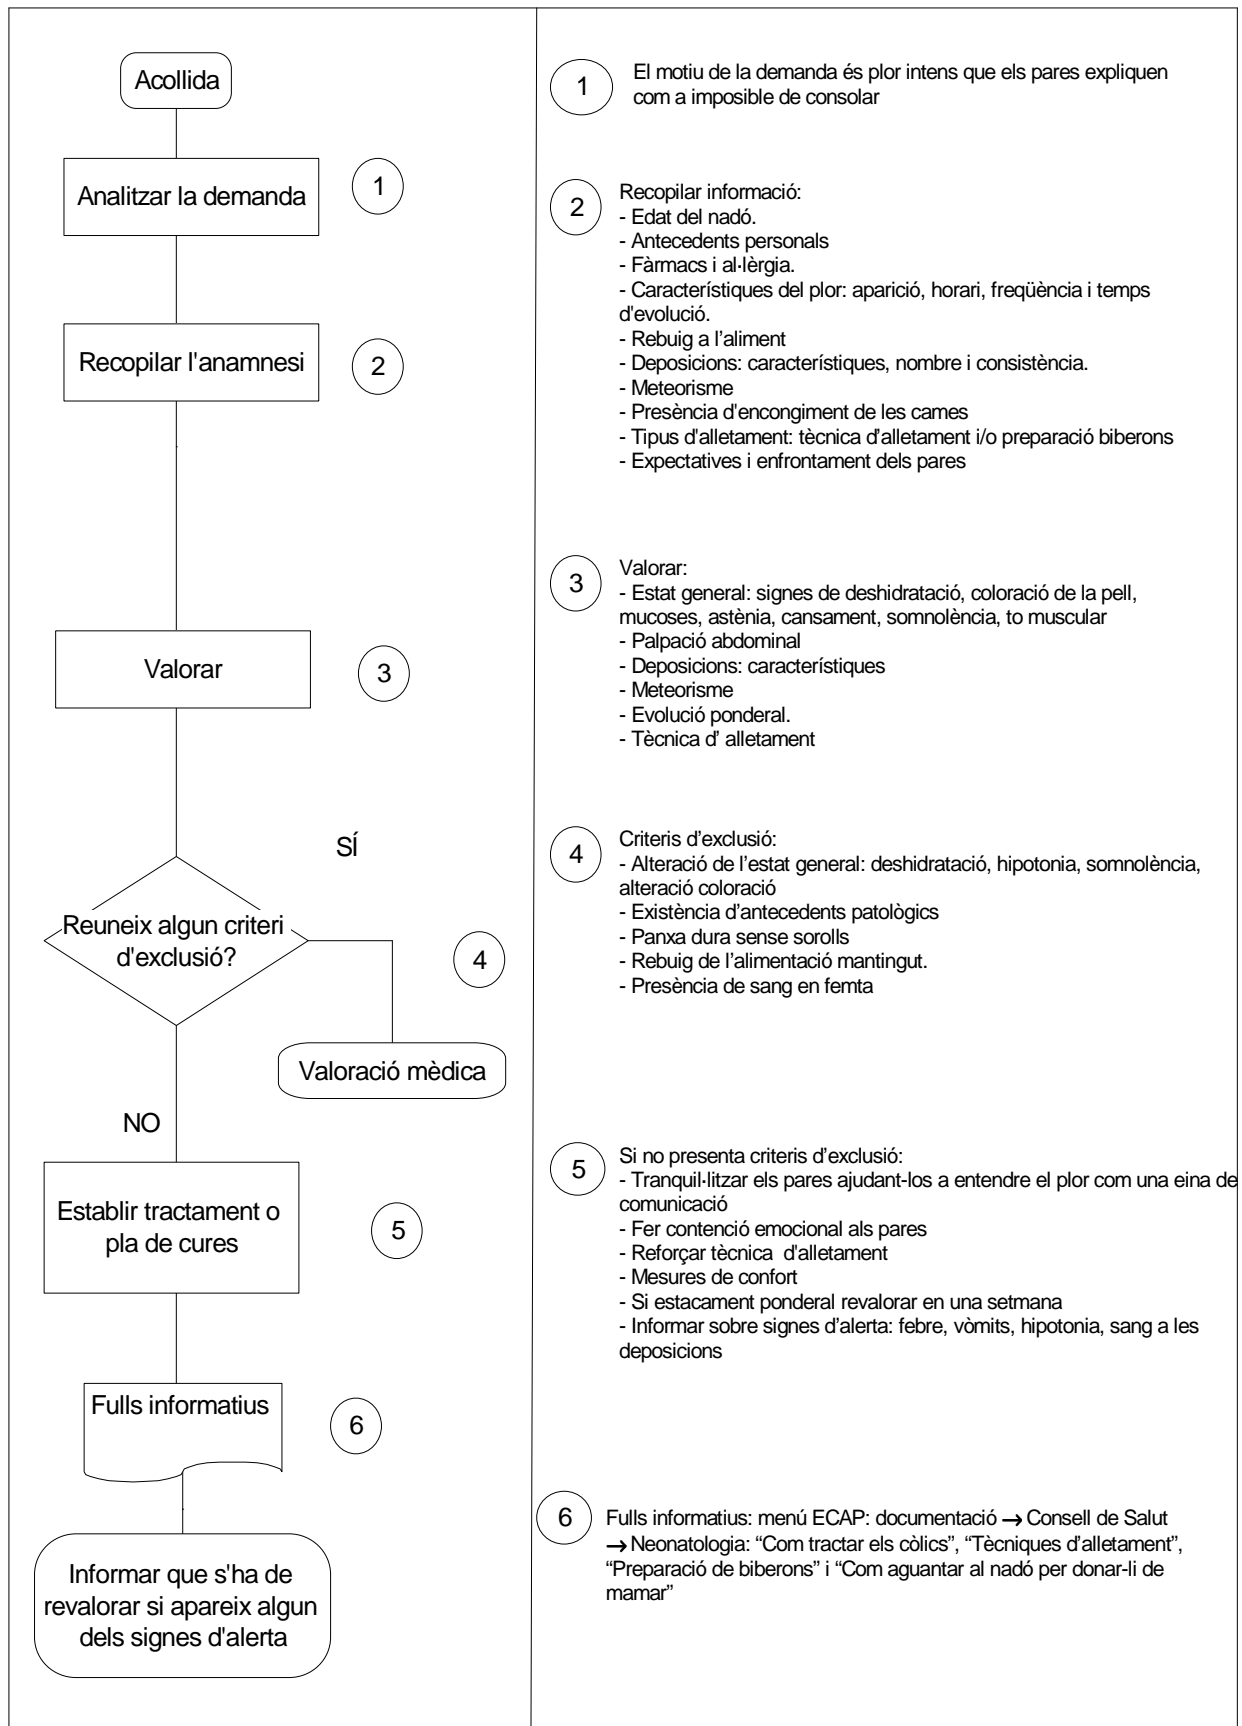 Acollida
Analitzar la demanda
1
Recopilar l'anamnesi
2
Valorar
3
SÍ
Reuneix algun criteri
d'exclusió?
4
Valoració mèdica
NO
Establir tractament o
pla de cures
5
Fulls informatius
6
Informar que s'ha de
revalorar si apareix algun
dels signes d'alerta
1
El motiu de la demanda és plor intens que els pares expliquen
com a imposible de consolar
2
Recopilar informació:
- Edat del nadó.
- Antecedents personals
- Fàrmacs i al·lèrgia.
- Característiques del plor: aparició, horari, freqüència i temps
d'evolució.
- Rebuig a l’aliment
- Deposicions: característiques, nombre i consistència.
- Meteorisme
- Presència d'encongiment de les cames
- Tipus d'alletament: tècnica d’alletament i/o preparació biberons
- Expectatives i enfrontament dels pares
3
Valorar:
- Estat general: signes de deshidratació, coloració de la pell,
mucoses, astènia, cansament, somnolència, to muscular
- Palpació abdominal
- Deposicions: característiques
- Meteorisme
- Evolució ponderal.
- Tècnica d’ alletament
4
Criteris d’exclusió:
- Alteració de l’estat general: deshidratació, hipotonia, somnolència,
alteració coloració
- Existència d’antecedents patològics
- Panxa dura sense sorolls
- Rebuig de l’alimentació mantingut.
- Presència de sang en femta
5
Si no presenta criteris d’exclusió:
- Tranquil·litzar els pares ajudant-los a entendre el plor com una eina de
comunicació
- Fer contenció emocional als pares
- Reforçar tècnica d'alletament
- Mesures de confort
- Si estacament ponderal revalorar en una setmana
- Informar sobre signes d’alerta: febre, vòmits, hipotonia, sang a les
deposicions
6
Fulls informatius: menú ECAP: documentació → Consell de Salut
→ Neonatologia: “Com tractar els còlics”, “Tècniques d’alletament”,
“Preparació de biberons” i “Com aguantar al nadó per donar-li de
mamar”